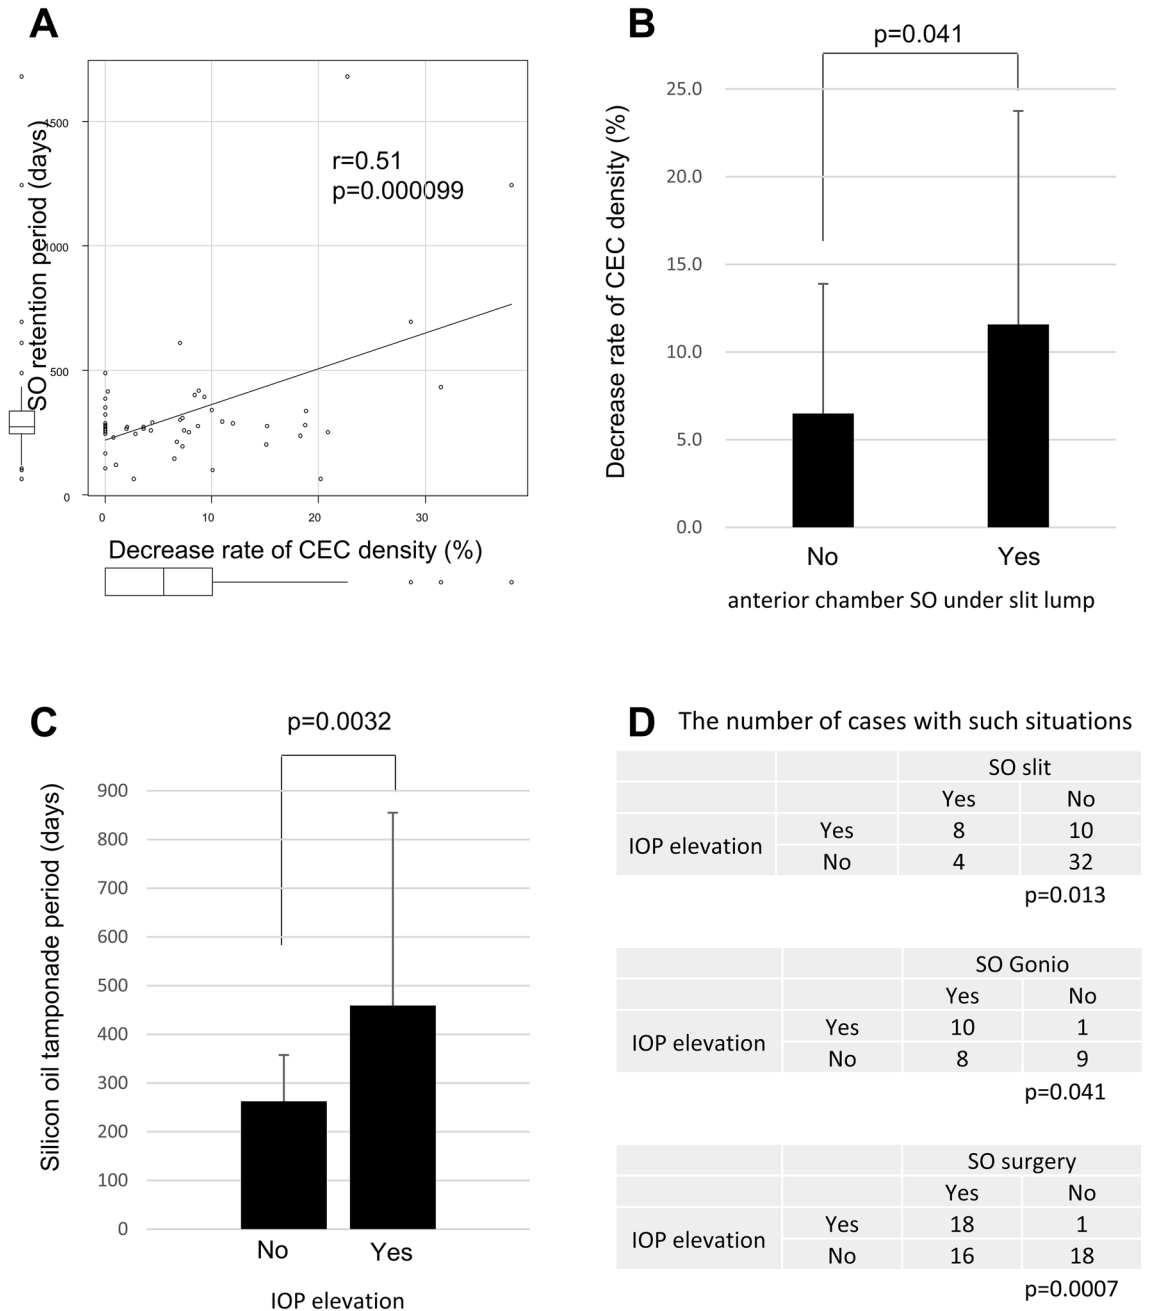 A
SO retention period (days)
1500
1000
500
0
r=0.51
p=0.000099
0 10 20 30
Decrease rate of CEC density (%)
B
p=0.041
Decrease rate of CEC density (%)
25.0
20.0
15.0
10.0
5.0
0.0
No Yes
anterior chamber SO under slit lump
C
p=0.0032
Silicon oil tamponade period (days)
900
800
700
600
500
400
300
200
100
0
No Yes
IOP elevation
D The number of cases with such situations
SO slit
Yes No
IOP elevation
Yes 8 10
No 4 32
p=0.013
SO Gonio
Yes No
IOP elevation
Yes 10 1
No 8 9
p=0.041
SO surgery
Yes No
IOP elevation
Yes 18 1
No 16 18
p=0.0007